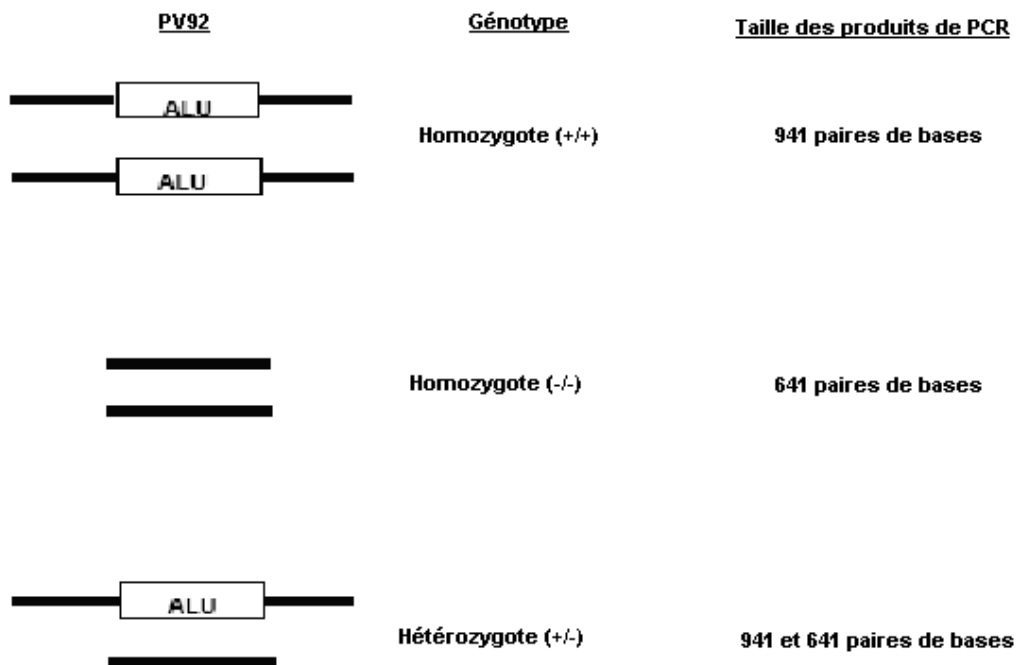 PV92 Génotype Taille des produits de PCR
ALU
Homozygote (+/+) 941 paires de bases
ALU
Homozygote (-/-) 641 paires de bases
ALU
Hétérozygote (+/-) 941 et 641 paires de bases